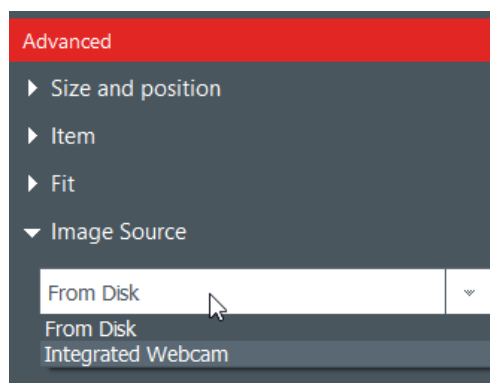 Advanced
Size and position
Item
Fit
Image Source
From Disk
From Disk
Integrated Webcam